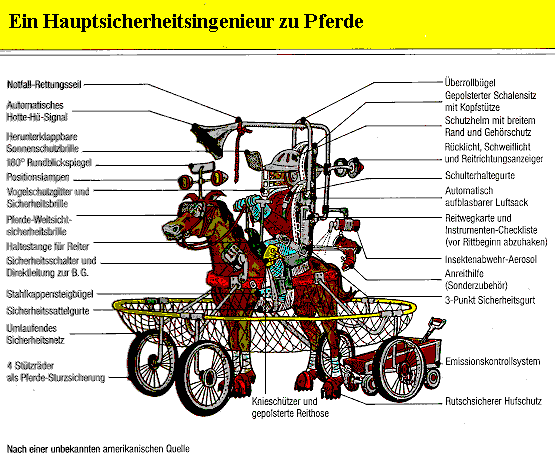 Ein Hauptsicherheitsingenieur zu Pferde
Notfall-Rettungsseil
Automatisches
Hotte-Hü-Signal
Herunterklappbare
Sonnenschutzbrille
180° Rundblickspiegel
Positionslampen
Vogelschutzgitter und
Sicherheitsbrille
Pferde-Weitsicht-
sicherheitsbrille
Haltestange für Reiter
Sicherheitsschalter und
Direktleitung zur B.G.
Stahlkappensteigbügel
Sicherheitssattelgurte
Umlaufendes
Sicherheitsnetz
4 Stützräder
als Pferde-Sturzsicherung
Überrollbügel
Gepolsterter Schalensitz
mit Kopfstütze
Schutzhelm mit breitem
Rand und Gehörschutz
Rücklicht, Schweiflicht
und Reitrichtungsanzeiger
Schulterhaltegurte
Automatisch
aufblasbarer Luftsack
Reitwegkarte und
Instrumenten-Checkliste
(vor Rittbeginn abzuhaken)
Insektenabwehr-Aerosol
Anreithilfe
(Sonderzubehör)
3-Punkt Sicherheitsgurt
Emissionskontrollsystem
Rutschsicherer Hufschutz
Knieschützer und
gepolsterte Reithose
Nach einer unbekannten amerikanischen Quelle